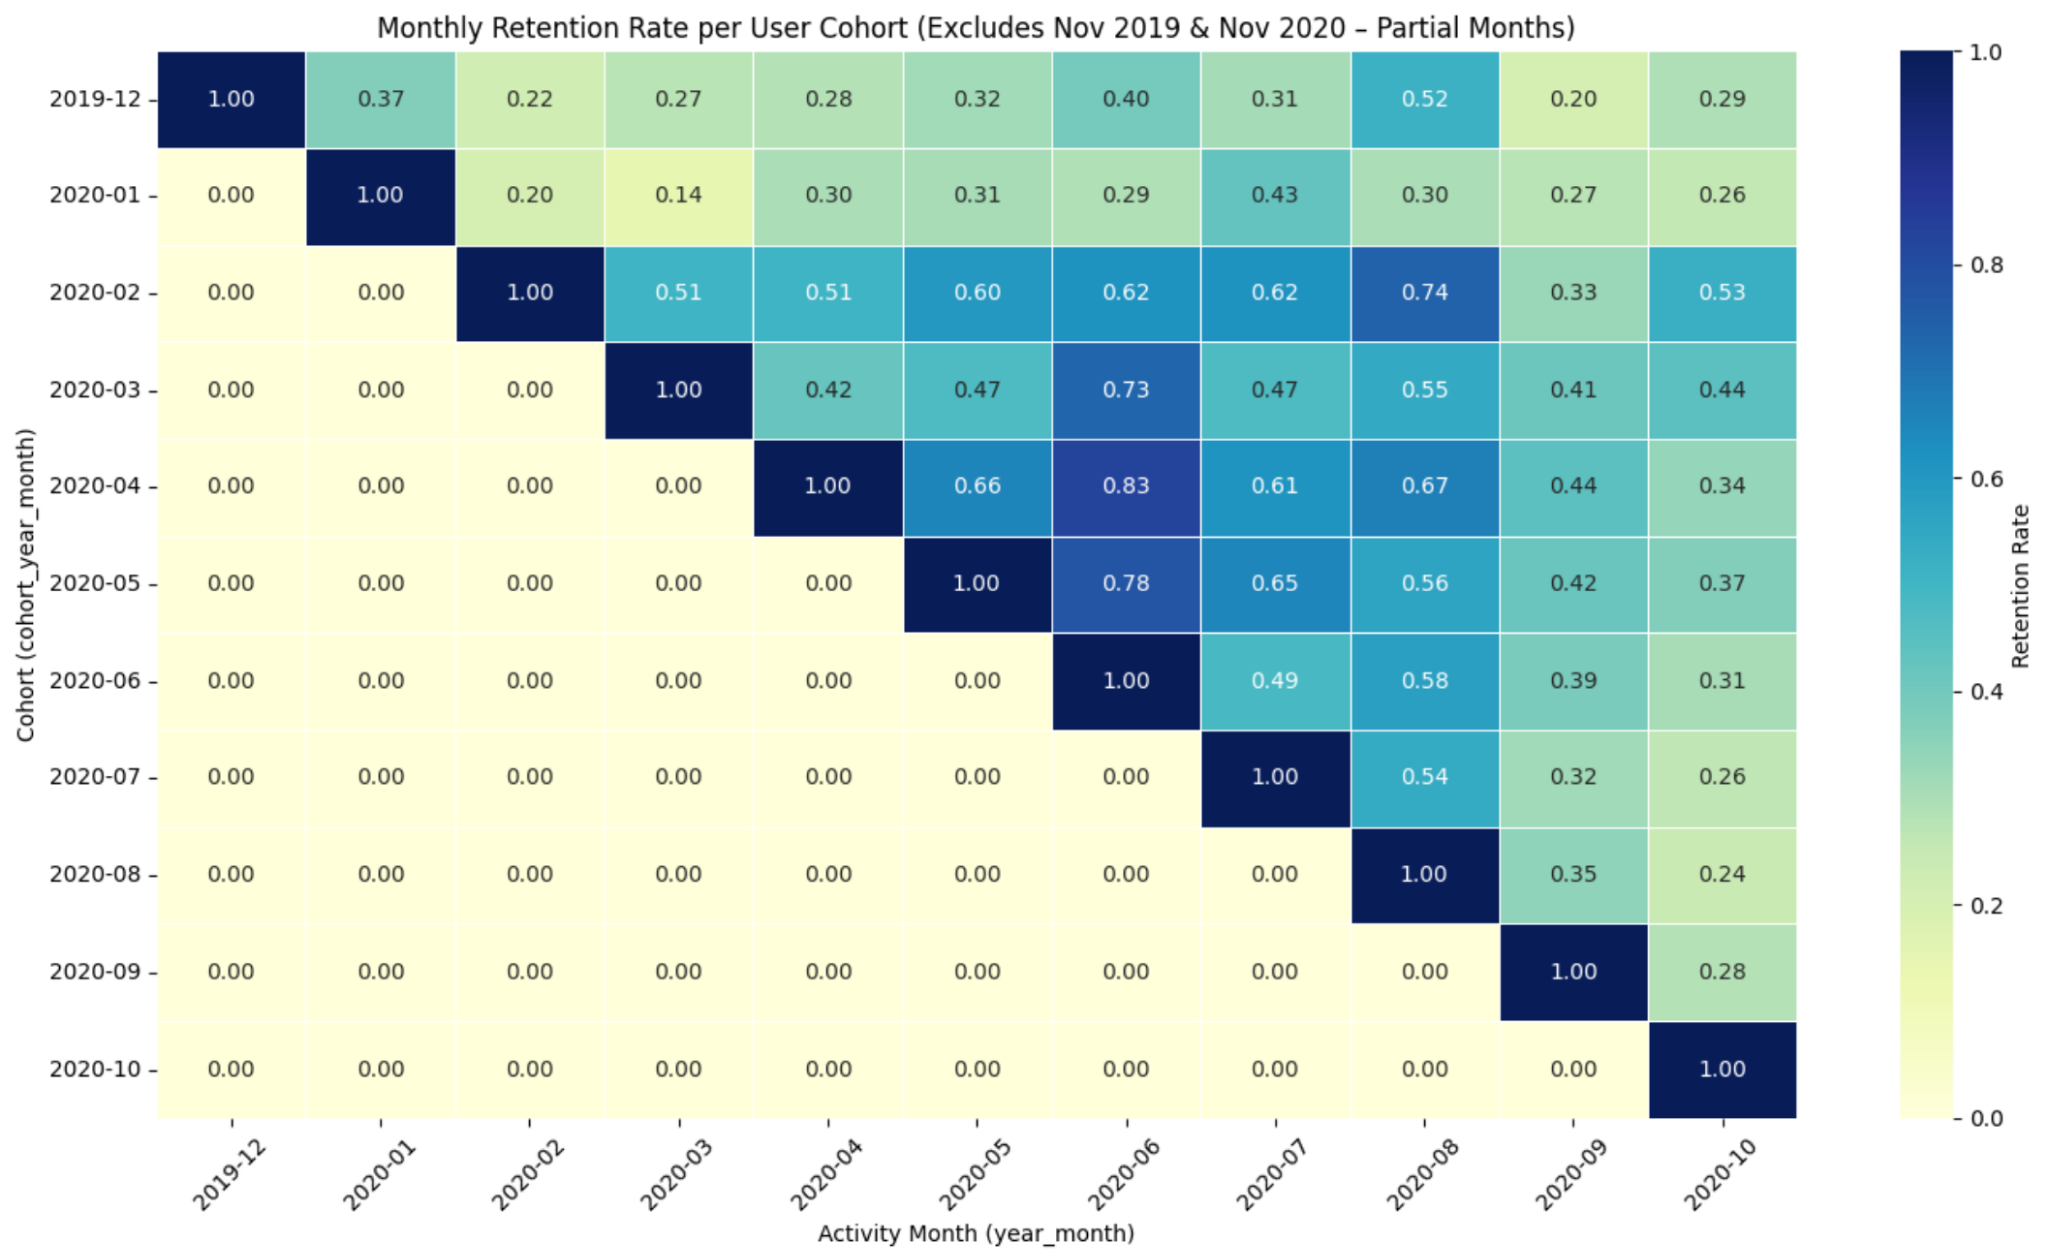 Monthly Retention Rate per User Cohort (Excludes Nov 2019 & Nov 2020 – Partial Months)
Cohort (cohort_year_month)
2019-12 1.00 0.37 0.22 0.27 0.28 0.32 0.40 0.31 0.52 0.20 0.29
2020-01 0.00 1.00 0.20 0.14 0.30 0.31 0.29 0.43 0.30 0.27 0.26
2020-02 0.00 0.00 1.00 0.51 0.51 0.60 0.62 0.62 0.74 0.33 0.53
2020-03 0.00 0.00 0.00 1.00 0.42 0.47 0.73 0.47 0.55 0.41 0.44
2020-04 0.00 0.00 0.00 0.00 1.00 0.66 0.83 0.61 0.67 0.44 0.34
2020-05 0.00 0.00 0.00 0.00 0.00 1.00 0.78 0.65 0.56 0.42 0.37
2020-06 0.00 0.00 0.00 0.00 0.00 0.00 1.00 0.49 0.58 0.39 0.31
2020-07 0.00 0.00 0.00 0.00 0.00 0.00 0.00 1.00 0.54 0.32 0.26
2020-08 0.00 0.00 0.00 0.00 0.00 0.00 0.00 0.00 1.00 0.35 0.24
2020-09 0.00 0.00 0.00 0.00 0.00 0.00 0.00 0.00 0.00 1.00 0.28
2020-10 0.00 0.00 0.00 0.00 0.00 0.00 0.00 0.00 0.00 0.00 1.00
2019-12 2020-01 2020-02 2020-03 2020-04 2020-05 2020-06 2020-07 2020-08 2020-09 2020-10
Activity Month (year_month)
1.0
0.8
0.6
0.4
0.2
0.0
Retention Rate